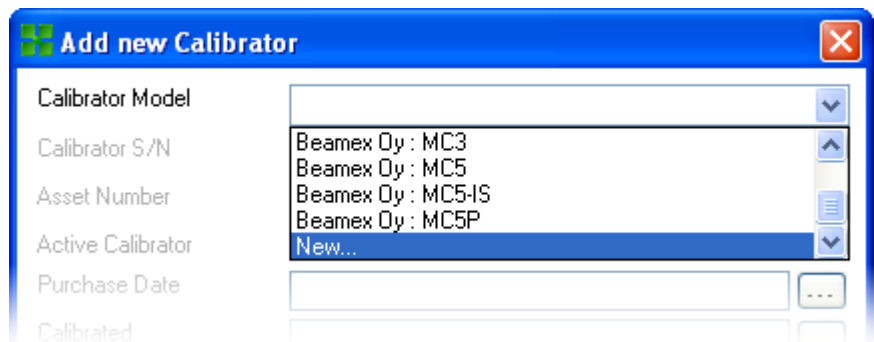 Add new Calibrator
Calibrator Model
Beamex Oy : MC3
Calibrator S/N
Beamex Oy : MC5
Beamex Oy : MC5-IS
Asset Number
Beamex Oy : MC5P
Active Calibrator
New...
Purchase Date
...
Calibrated